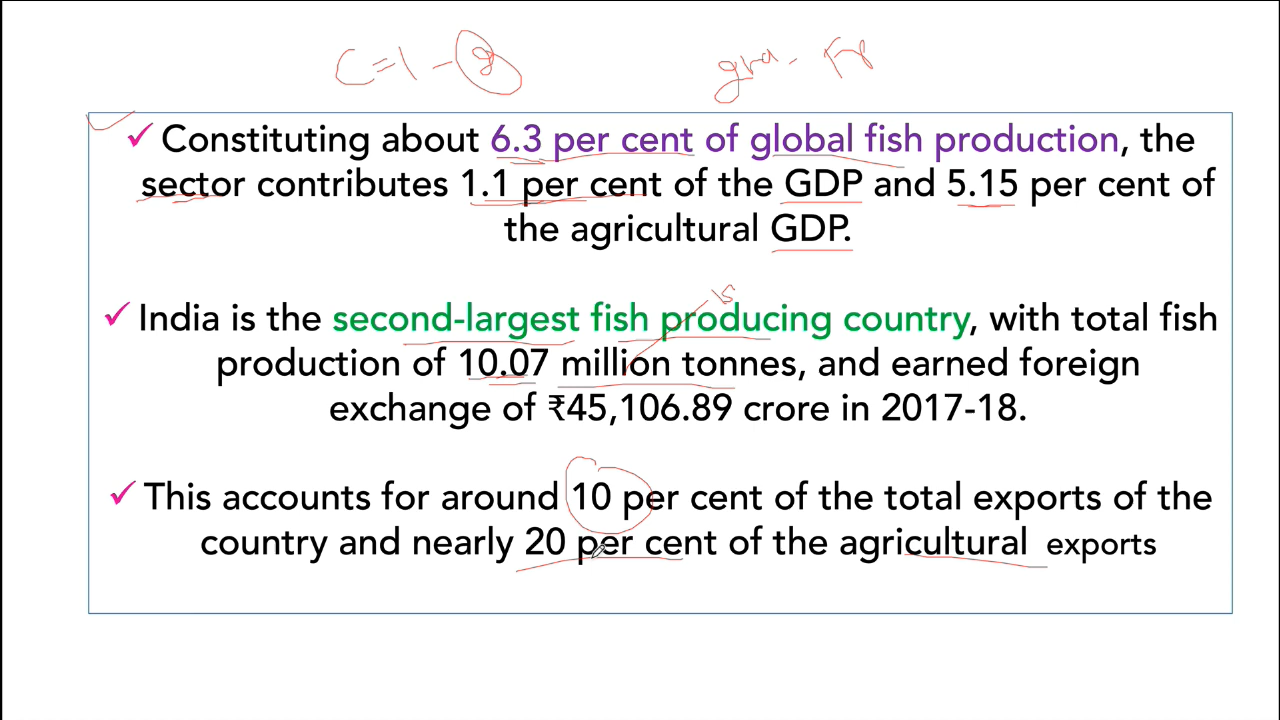 C=1-
✓ Constituting about 6.3 per cent of global fish production, the
sector contributes 1.1 per cent of the GDP and 5.15 per cent of
the agricultural GDP.
✓ India is the second-largest fish producing country, with total fish
production of 10.07 million tonnes, and earned foreign
exchange of ₹45,106.89 crore in 2017-18.
✓ This accounts for around 10 per cent of the total exports of the
country and nearly 20 per cent of the agricultural exports